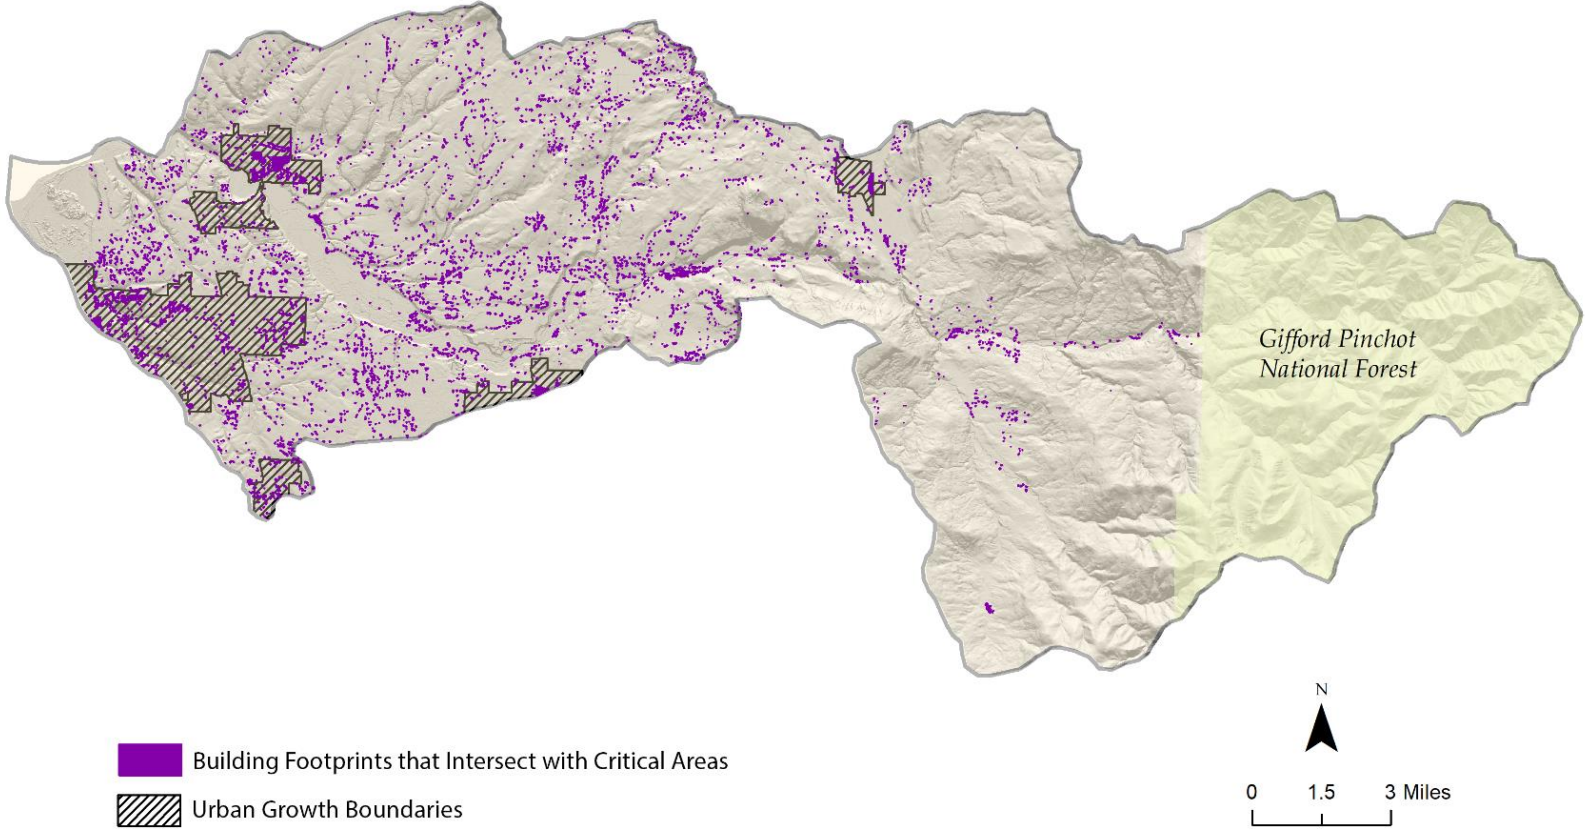 Gifford Pinchot
National Forest
N
Building Footprints that Intersect with Critical Areas
Urban Growth Boundaries
0 1.5 3 Miles